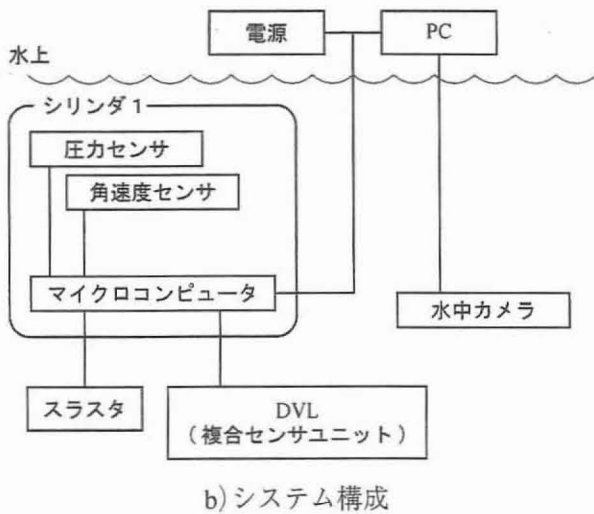 電源
PC
水上
シリンダ1
圧力センサ
角速度センサ
マイクロコンピュータ
水中カメラ
スラスタ
DVL
(複合センサユニット)
b)システム構成